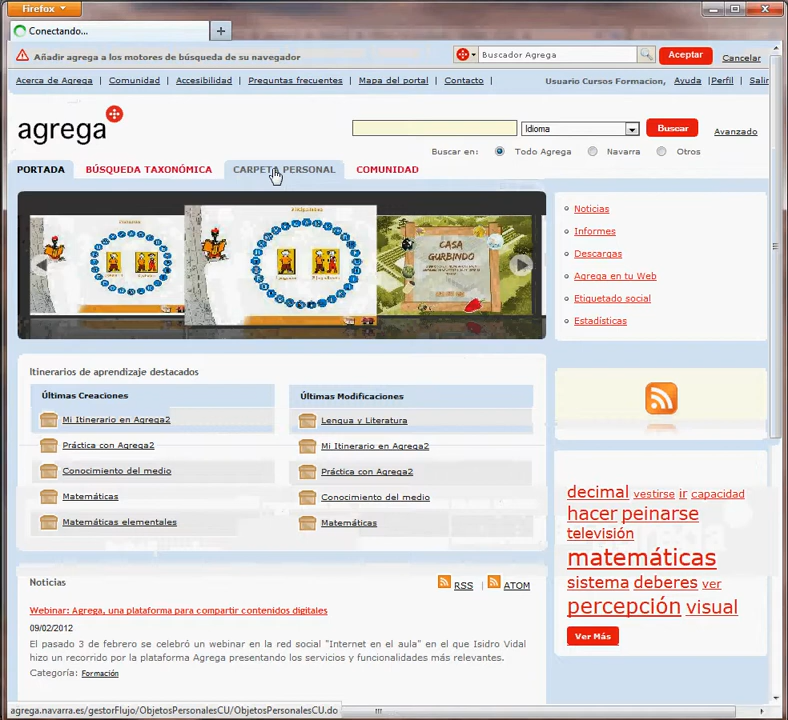 Firefox
Conectando...
Añadir agrega a los motores de búsqueda de su navegador
Buscador Agrega
Aceptar
Cancelar
Acerca de Agrega
Comunidad
Accesibilidad
Preguntas frecuentes
Mapa del portal
Contacto
Usuario Cursos Formacion,
Ayuda
|Perfil
Salir
agrega
Idioma
Buscar
Avanzado
Buscar en:
Todo Agrega
Navarra
Otros
PORTADA
BÚSQUEDA TAXONÓMICA
CARPETA PERSONAL
COMUNIDAD
CASA
GURBINDO
Noticias
Informes
Descargas
Agrega en tu Web
Etiquetado social
Estadísticas
Itinerarios de aprendizaje destacados
Últimas Creaciones
Mi Itinerario en Agrega2
Práctica con Agrega2
Conocimiento del medio
Matemáticas
Matemáticas elementales
Últimas Modificaciones
Lengua y Literatura
Mi Itinerario en Agrega2
Práctica con Agrega2
Conocimiento del medio
Matemáticas
decimal vestirse ir capacidad
hacer peinarse
televisión
matemáticas
sistema deberes ver
percepción visual
Ver Más
Noticias
RSS | ATOM
Webinar: Agrega, una plataforma para compartir contenidos digitales
09/02/2012
El pasado 3 de febrero se celebró un webinar en la red social "Internet en el aula" en el que Isidro Vidal
hizo un recorrido por la plataforma Agrega presentando los servicios y funcionalidades más relevantes.
Categoría: Formación
agrega.navarra.es/gestorFlujo/ObjetosPersonalesCU/ObjetosPersonalesCU.do